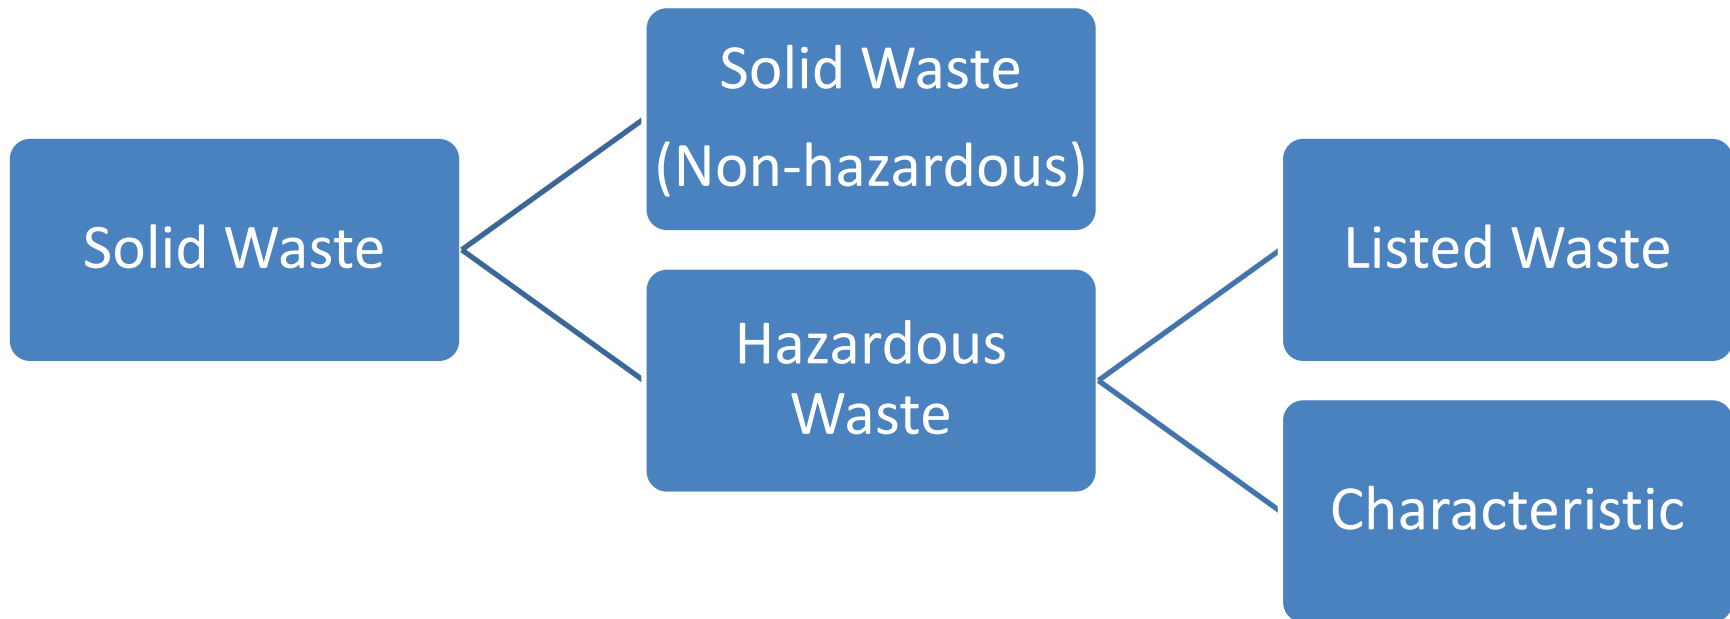 Solid Waste
Solid Waste
(Non-hazardous)
Hazardous
Waste
Listed Waste
Characteristic